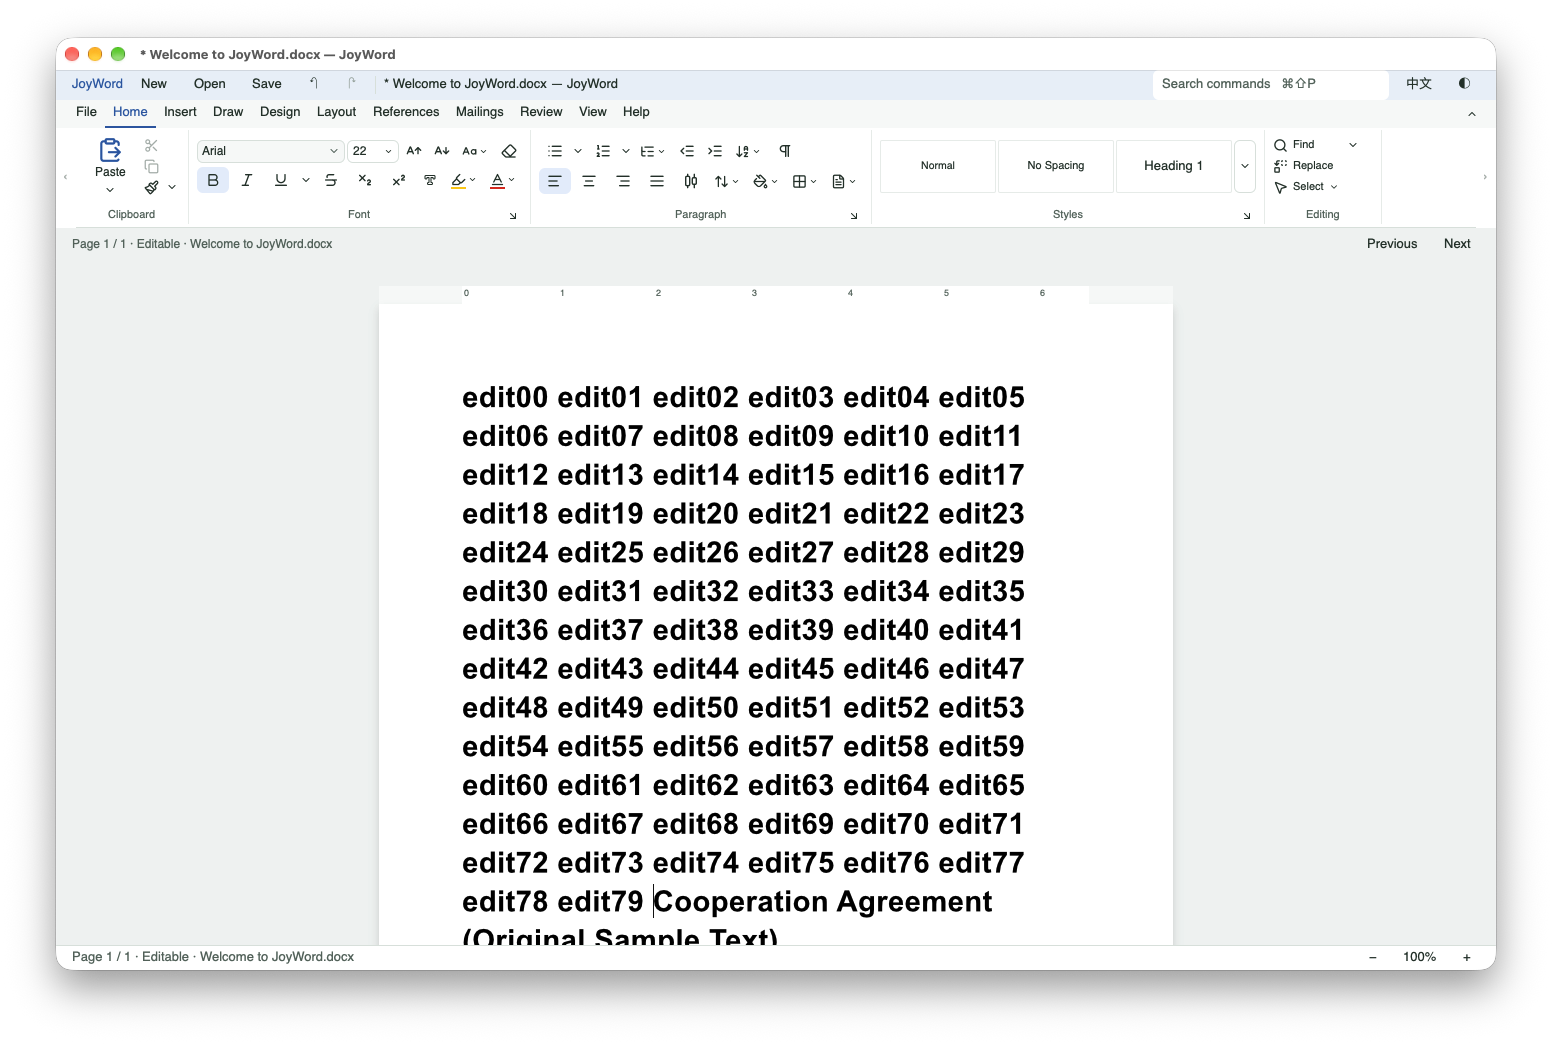 * Welcome to JoyWord.docx — JoyWord
JoyWord New Open Save * Welcome to JoyWord.docx — JoyWord Search commands ⌘⇧P 中文
File Home Insert Draw Design Layout References Mailings Review View Help
Paste
Clipboard
Arial 22
Font
Paragraph
Normal No Spacing Heading 1
Styles
Find
Replace
Select
Editing
Page 1 / 1 · Editable · Welcome to JoyWord.docx Previous Next
0 1 2 3 4 5 6
edit00 edit01 edit02 edit03 edit04 edit05
edit06 edit07 edit08 edit09 edit10 edit11
edit12 edit13 edit14 edit15 edit16 edit17
edit18 edit19 edit20 edit21 edit22 edit23
edit24 edit25 edit26 edit27 edit28 edit29
edit30 edit31 edit32 edit33 edit34 edit35
edit36 edit37 edit38 edit39 edit40 edit41
edit42 edit43 edit44 edit45 edit46 edit47
edit48 edit49 edit50 edit51 edit52 edit53
edit54 edit55 edit56 edit57 edit58 edit59
edit60 edit61 edit62 edit63 edit64 edit65
edit66 edit67 edit68 edit69 edit70 edit71
edit72 edit73 edit74 edit75 edit76 edit77
edit78 edit79 Cooperation Agreement
(Original Sample Text)
Page 1 / 1 · Editable · Welcome to JoyWord.docx − 100% +